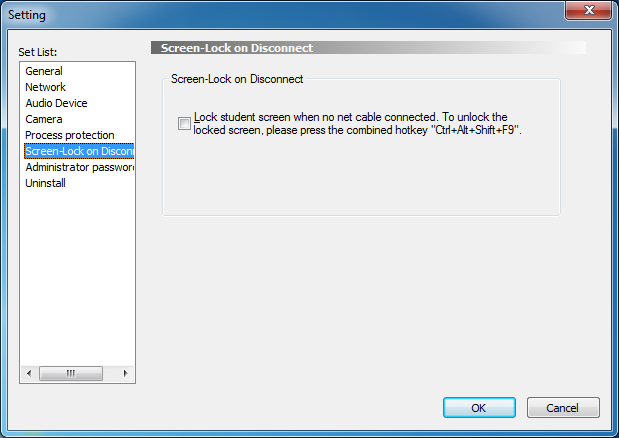 Setting
Set List:
General
Network
Audio Device
Camera
Process protection
Screen-Lock on Disconn
Administrator password
Uninstall
Screen-Lock on Disconnect
Screen-Lock on Disconnect
Lock student screen when no net cable connected. To unlock the
locked screen, please press the combined hotkey "Ctrl+Alt+Shift+F9".
OK
Cancel